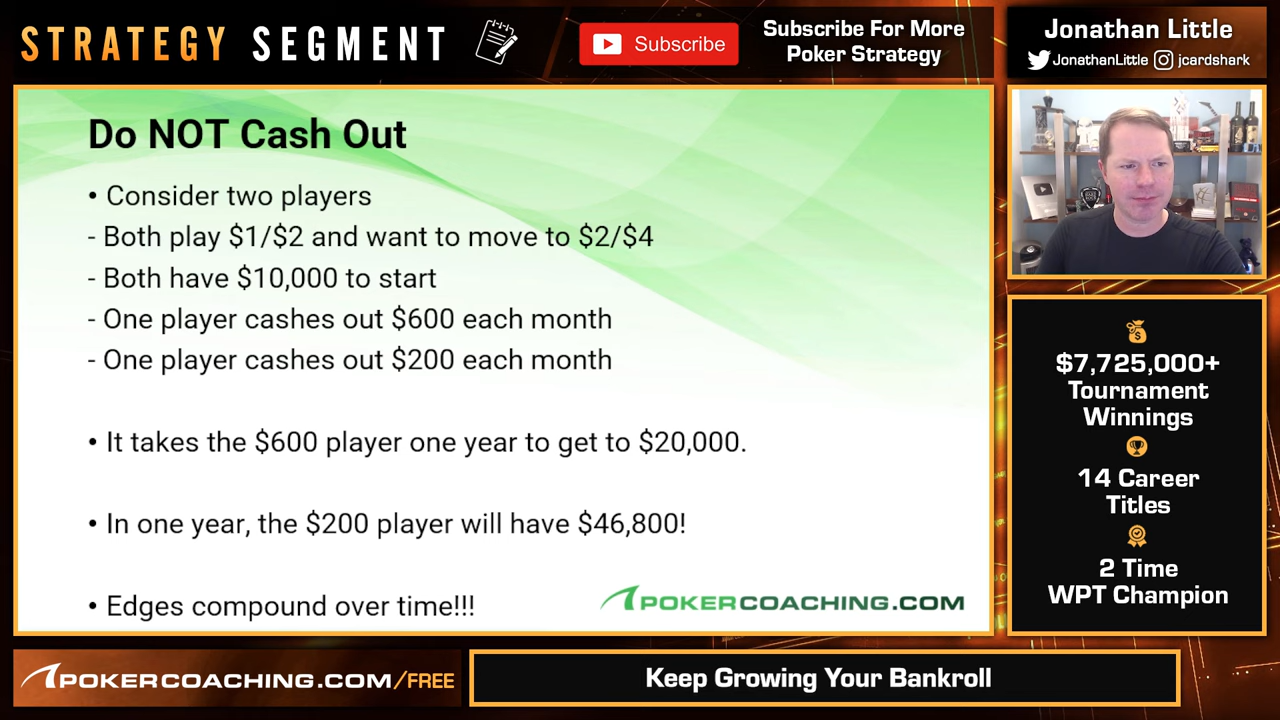 STRATEGY SEGMENT
Subscribe
Subscribe For More
Poker Strategy
Jonathan Little
JonathanLittle jcardshark
Do NOT Cash Out
• Consider two players
- Both play $1/$2 and want to move to $2/$4
- Both have $10,000 to start
- One player cashes out $600 each month
- One player cashes out $200 each month
• It takes the $600 player one year to get to $20,000.
• In one year, the $200 player will have $46,800!
• Edges compound over time!!!
POKERCOACHING.COM
$7,725,000+
Tournament
Winnings
14 Career
Titles
2 Time
WPT Champion
POKERCOACHING.COM/FREE
Keep Growing Your Bankroll